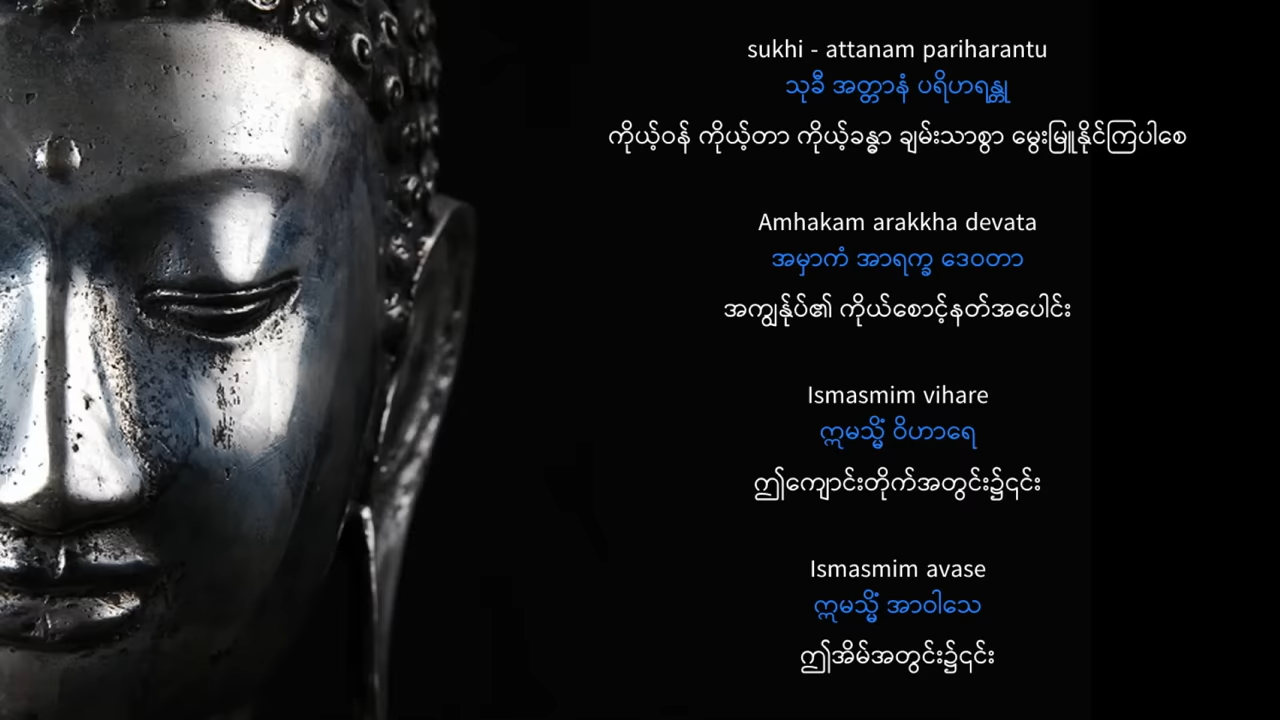 sukhi - attanam pariharantu
သုခီ အတ္တာနံ ပရိဟရန္တု
ကိုယ့်ဝန် ကိုယ့်တာ ကိုယ့်ခန္ဓာ ချမ်းသာစွာ မွေးမြူနိုင်ကြပါစေ
Amhakam arakkha devata
အမှာကံ အာရက္ခ ဒေဝတာ
အကျွန်ုပ်၏ ကိုယ်စောင့်နတ်အပေါင်း
Ismasmim vihare
ဣမသ္မိံ ဝိဟာရေ
ဤကျောင်းတိုက်အတွင်း၌၎င်း
Ismasmim avase
ဣမသ္မိံ အာဝါသေ
ဤအိမ်အတွင်း၌၎င်း